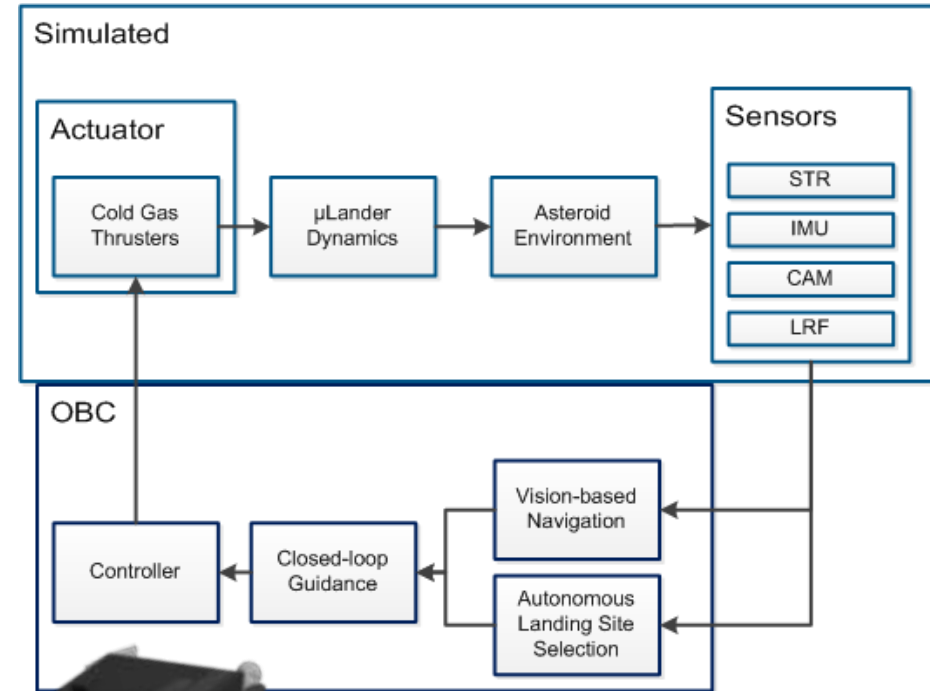 Simulated
Actuator
Cold Gas
Thrusters
µLander
Dynamics
Asteroid
Environment
Sensors
STR
IMU
CAM
LRF
OBC
Vision-based
Navigation
Autonomous
Landing Site
Selection
Closed-loop
Guidance
Controller